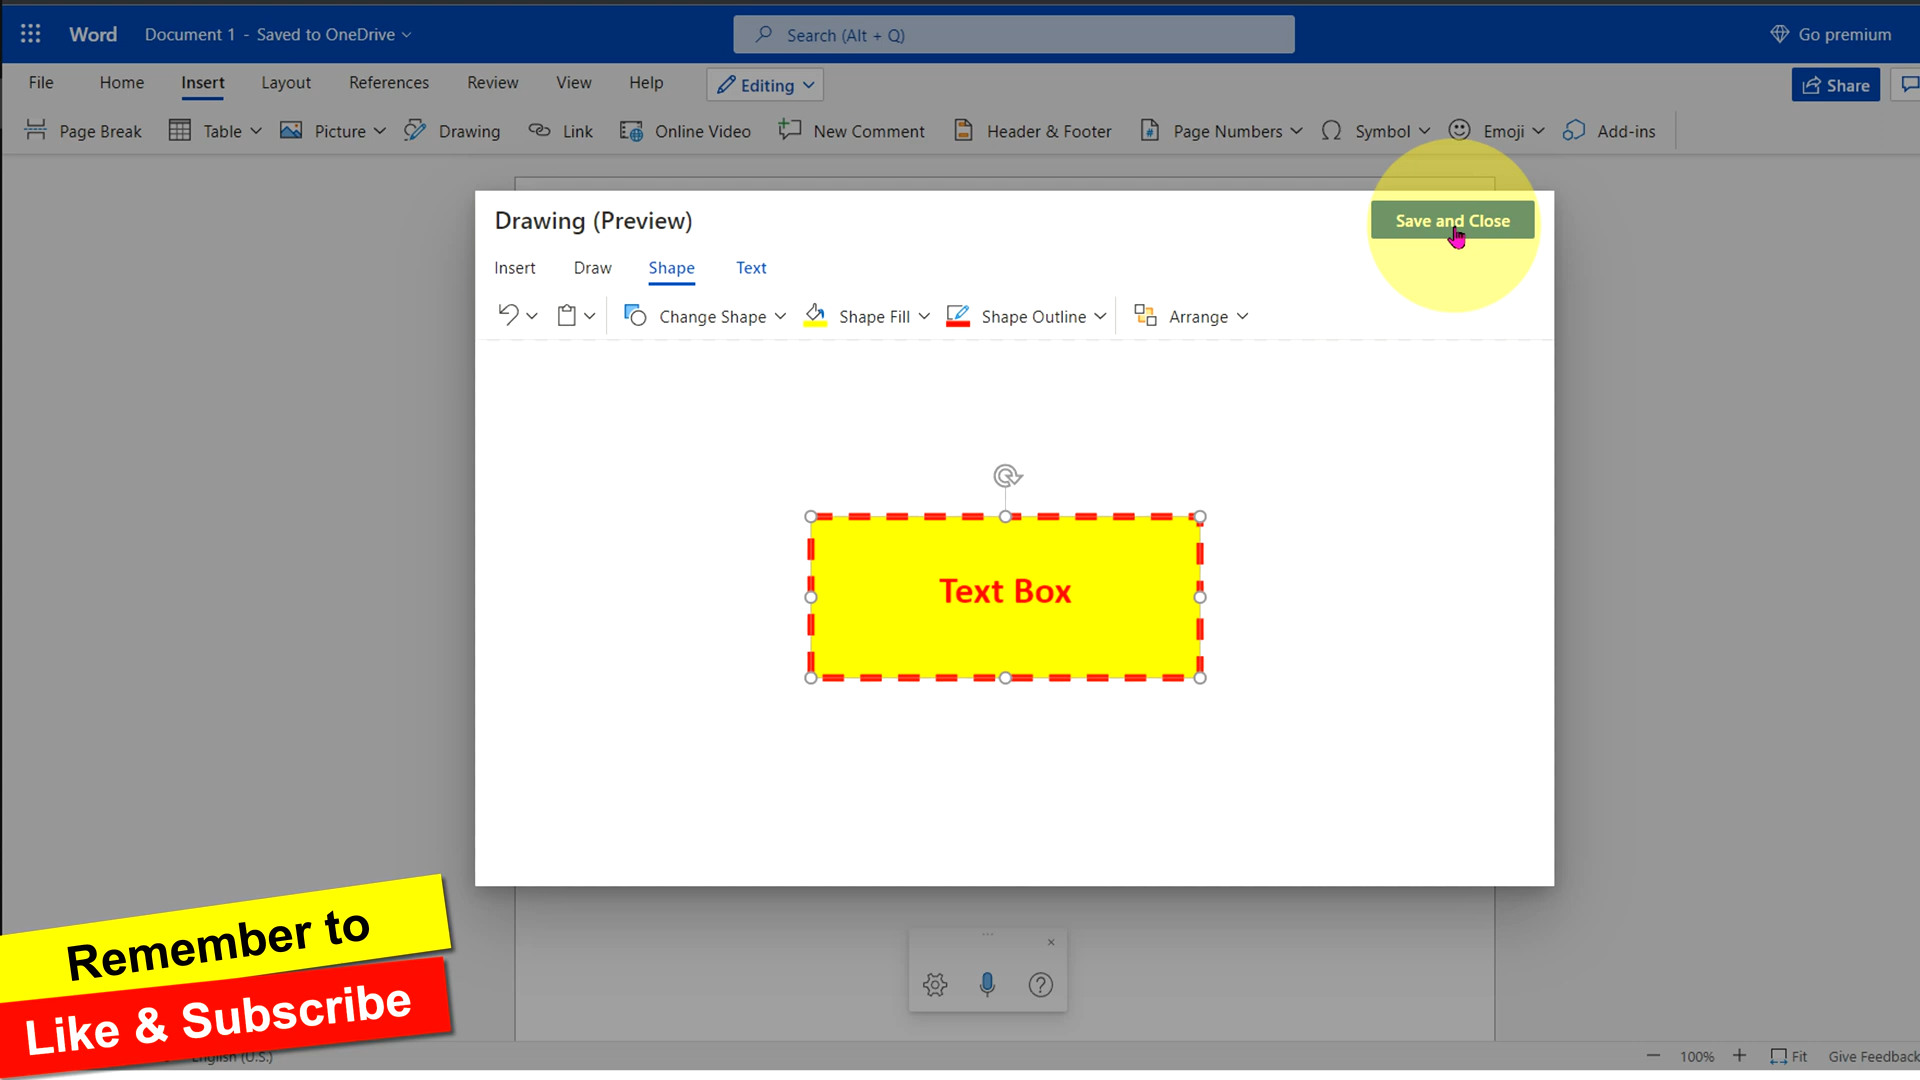 Word Document 1 - Saved to OneDrive Search (Alt + Q) Go premium
File Home Insert Layout References Review View Help Editing Share
Page Break Table Picture Drawing Link Online Video New Comment Header & Footer Page Numbers Symbol Emoji Add-ins
Drawing (Preview) Save and Close
Insert Draw Shape Text
Change Shape Shape Fill Shape Outline Arrange
Text Box
Remember to
Like & Subscribe
English (U.S.) 100% Fit Give Feedback